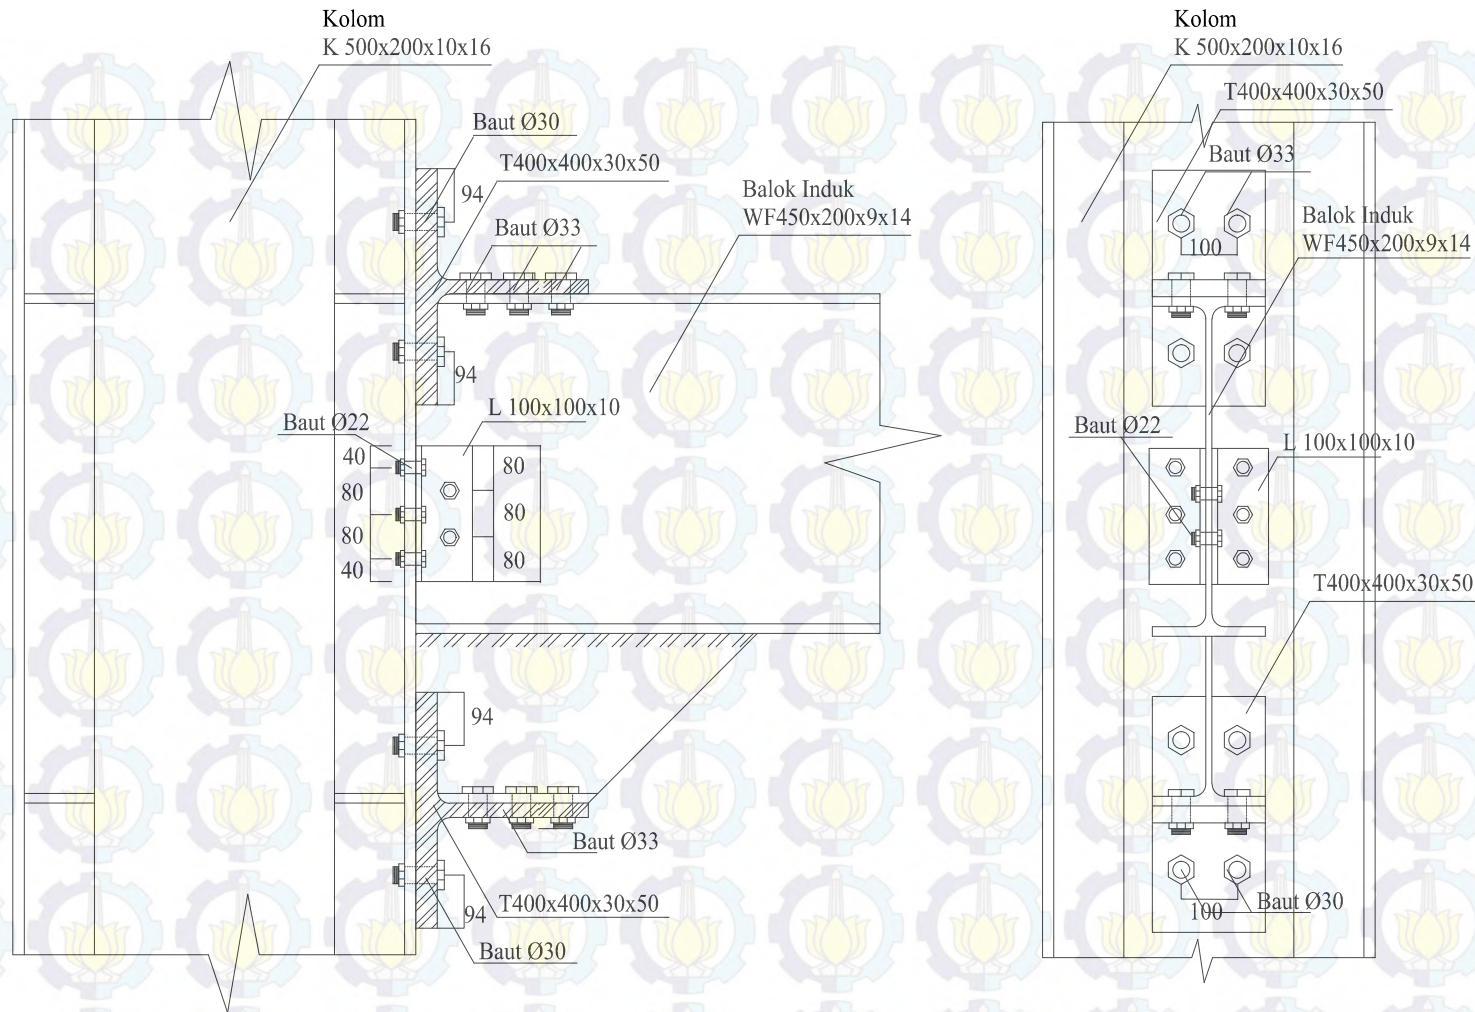 Kolom
K 500x200x10x16
Baut Ø30
T400x400x30x50
94
Baut Ø33
Balok Induk
WF450x200x9x14
94
L 100x100x10
Baut Ø22
40
80
80
40
80
80
80
94
Baut Ø33
T400x400x30x50
94
Baut Ø30
Kolom
K 500x200x10x16
T400x400x30x50
Baut Ø33
Balok Induk
WF450x200x9x14
100
Baut Ø22
L 100x100x10
T400x400x30x50
100
Baut Ø30